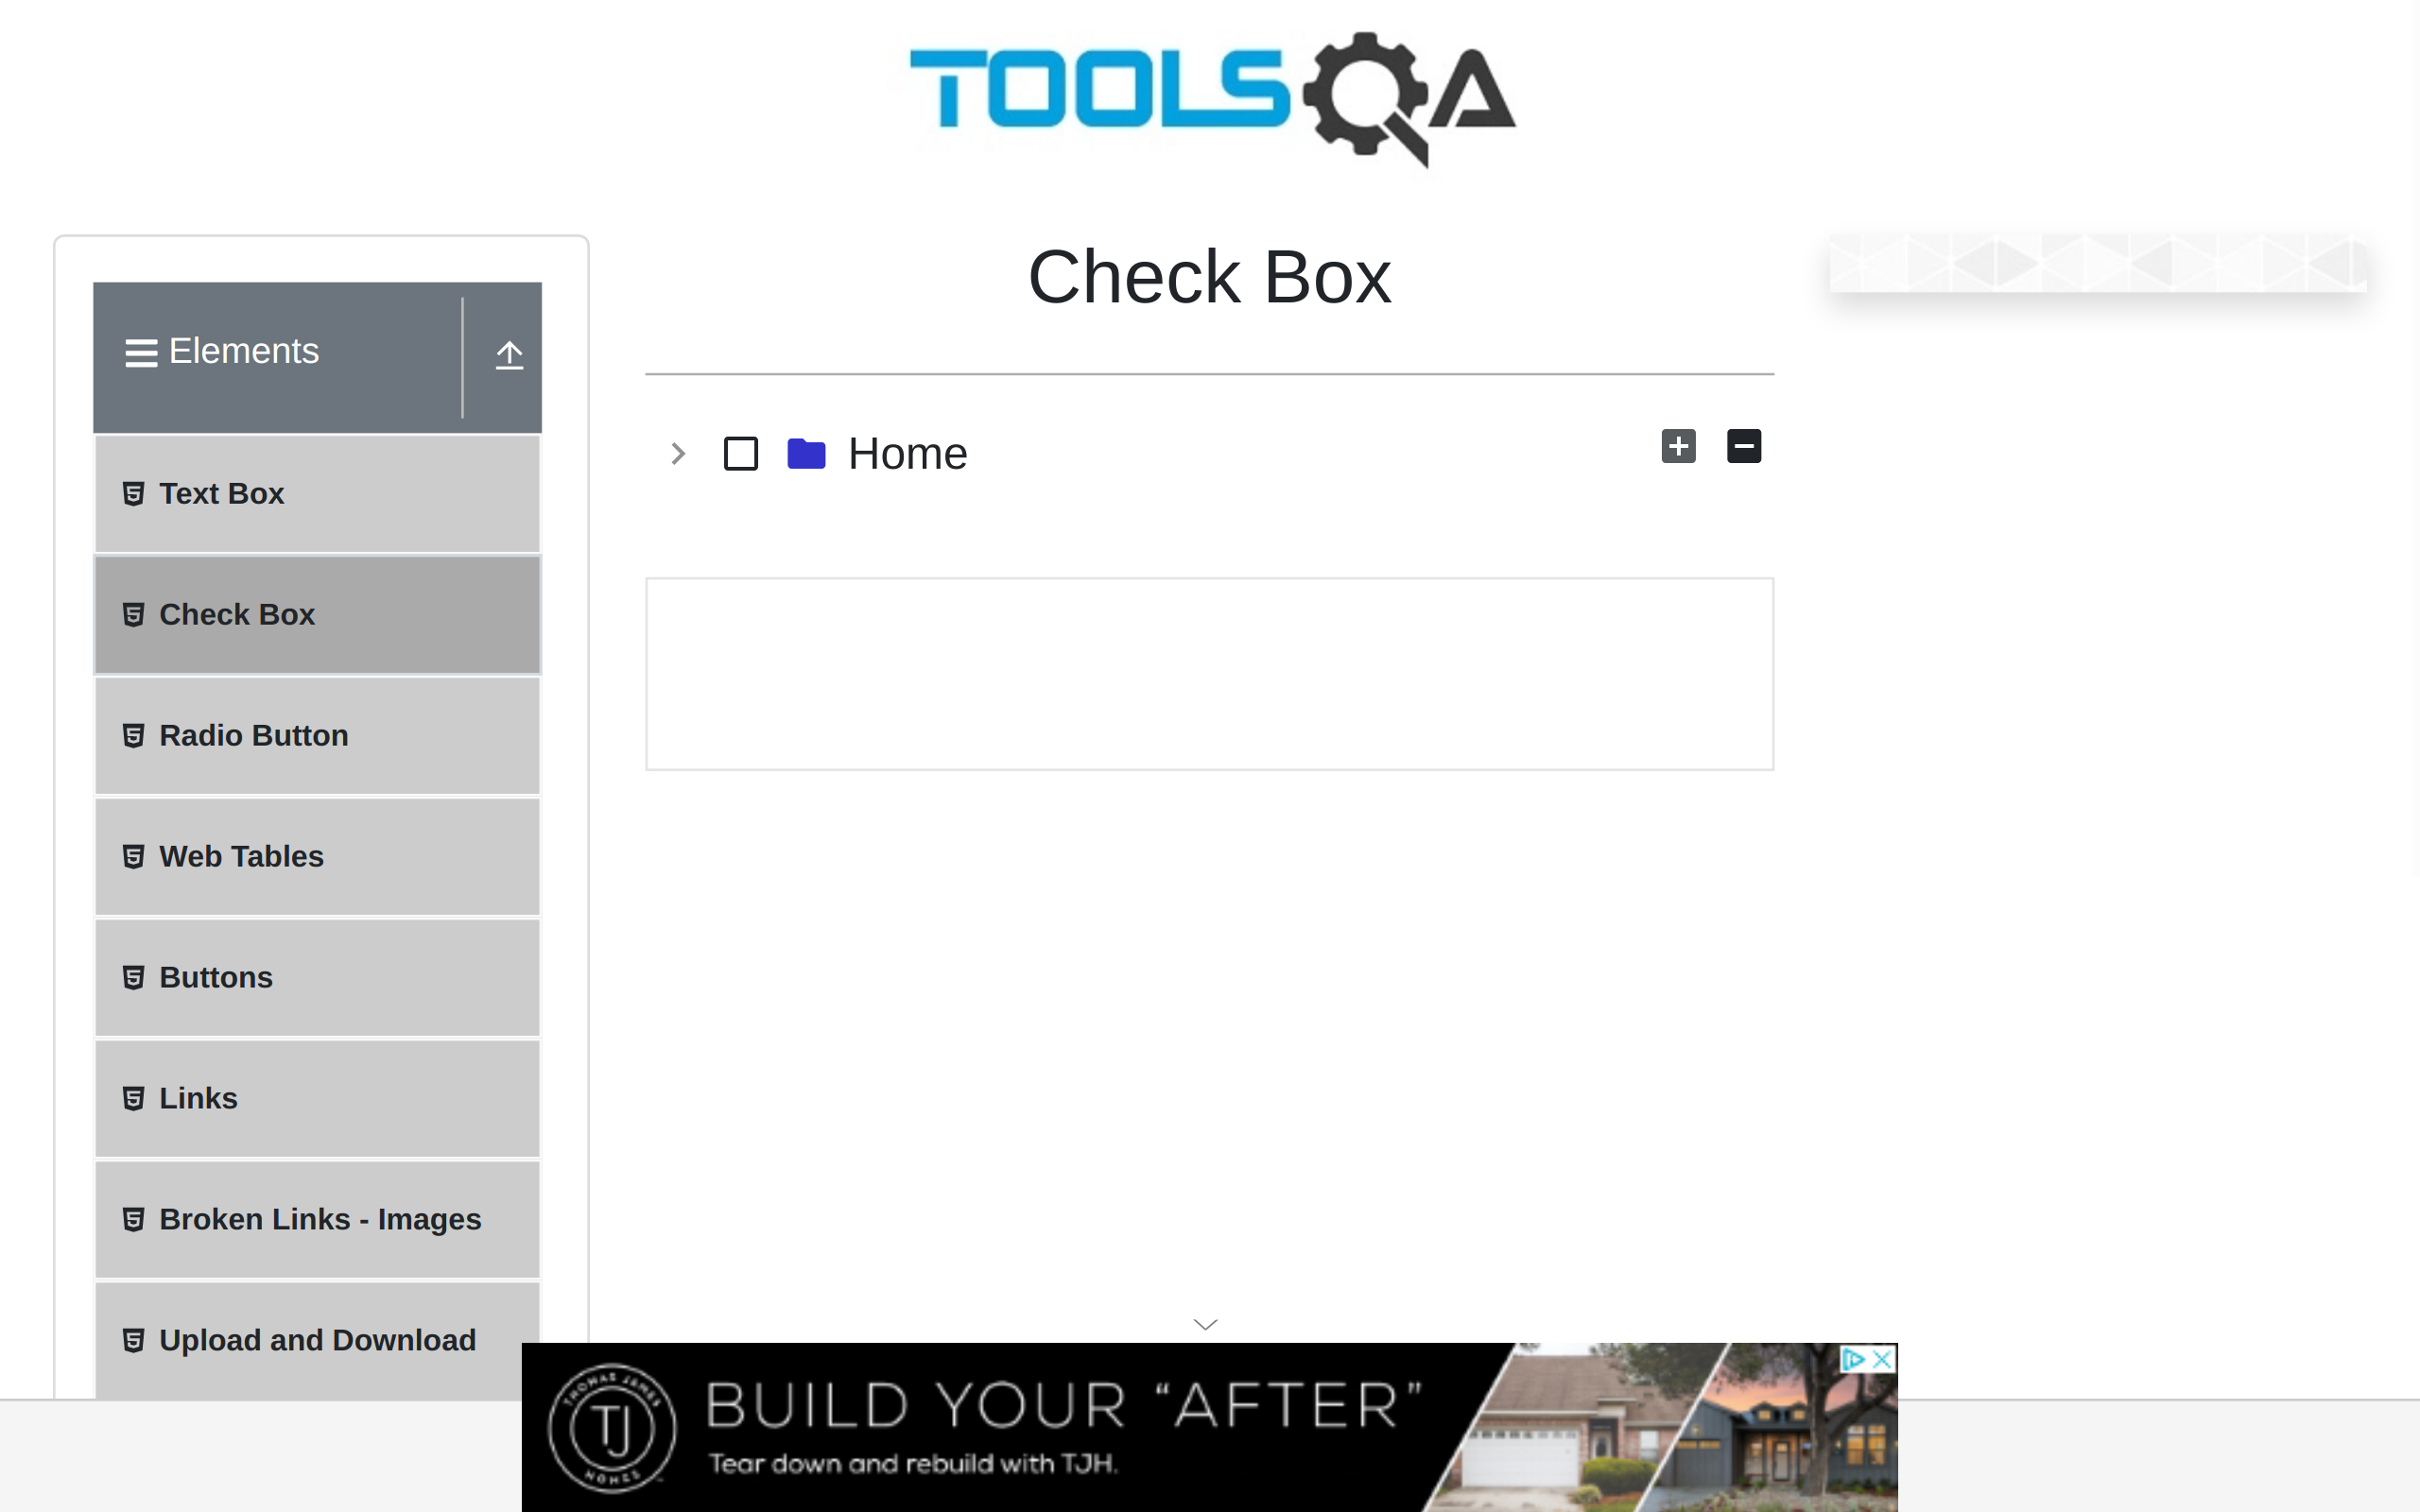 TOOLSQA
Check Box
Elements
Home
Text Box
Check Box
Radio Button
Web Tables
Buttons
Links
Broken Links - Images
Upload and Download
THOMAS JAMES
TJ
HOMES
BUILD YOUR “AFTER”
Tear down and rebuild with TJH.